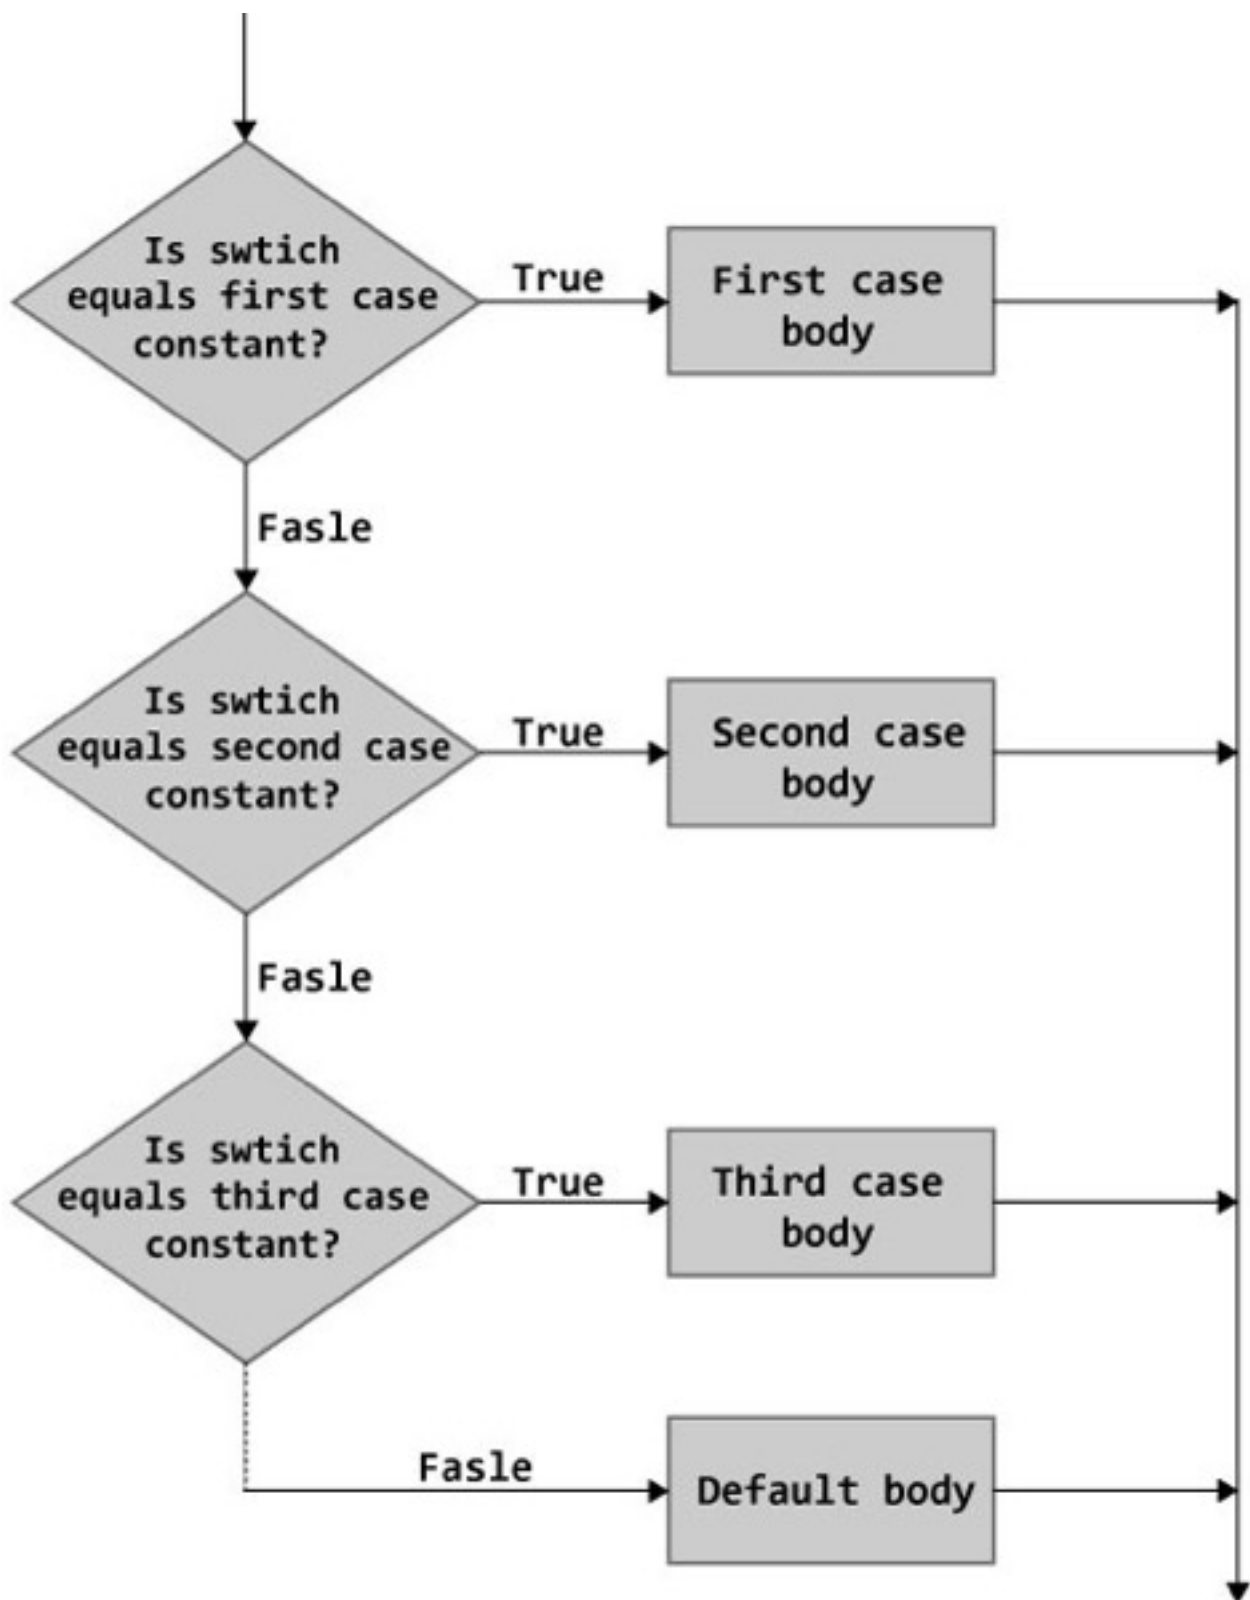 Is swtich
equals first case
constant?
True
First case
body
Fasle
Is swtich
equals second case
constant?
True
Second case
body
Fasle
Is swtich
equals third case
constant?
True
Third case
body
Fasle
Default body